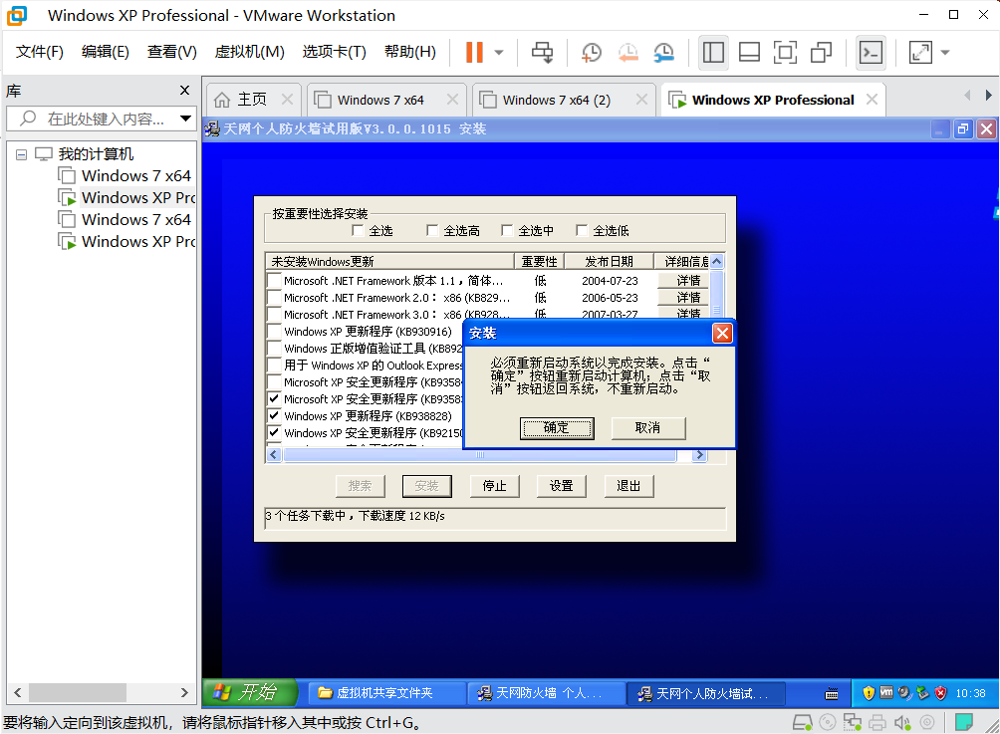 Windows XP Professional - VMware Workstation
文件(F) 编辑(E) 查看(V) 虚拟机(M) 选项卡(T) 帮助(H)
库
在此处键入内容...
我的计算机
Windows 7 x64
Windows XP Prc
Windows 7 x64
Windows XP Prc
主页 Windows 7 x64 Windows 7 x64 (2) Windows XP Professional
天网个人防火墙试用版V3.0.0.1015 安装
按重要性选择安装
全选 全选高 全选中 全选低
未安装Windows更新 重要性 发布日期 详细信息
Microsoft .NET Framework 版本 1.1，简体... 低 2004-07-23 详情
Microsoft .NET Framework 2.0： x86 (KB829... 低 2006-05-23 详情
Microsoft .NET Framework 3.0： x86 (KB928... 低 2007-03-27 详情
Windows XP 更新程序 (KB930916)
Windows 正版增值验证工具 (KB892
用于 Windows XP 的 Outlook Express
Microsoft XP 安全更新程序 (KB9358
Microsoft XP 安全更新程序 (KB9358
Windows XP 更新程序 (KB938828)
Windows XP 安全更新程序 (KB9215
安装
必须重新启动系统以完成安装。点击“
确定”按钮重新启动计算机；点击“取
消”按钮返回系统，不重新启动。
确定 取消
搜索 安装 停止 设置 退出
3 个任务下载中，下载速度 12 KB/s
开始 虚拟机共享文件夹 天网防火墙 个人... 天网个人防火墙试... 10:38
要将输入定向到该虚拟机，请将鼠标指针移入其中或按 Ctrl+G。